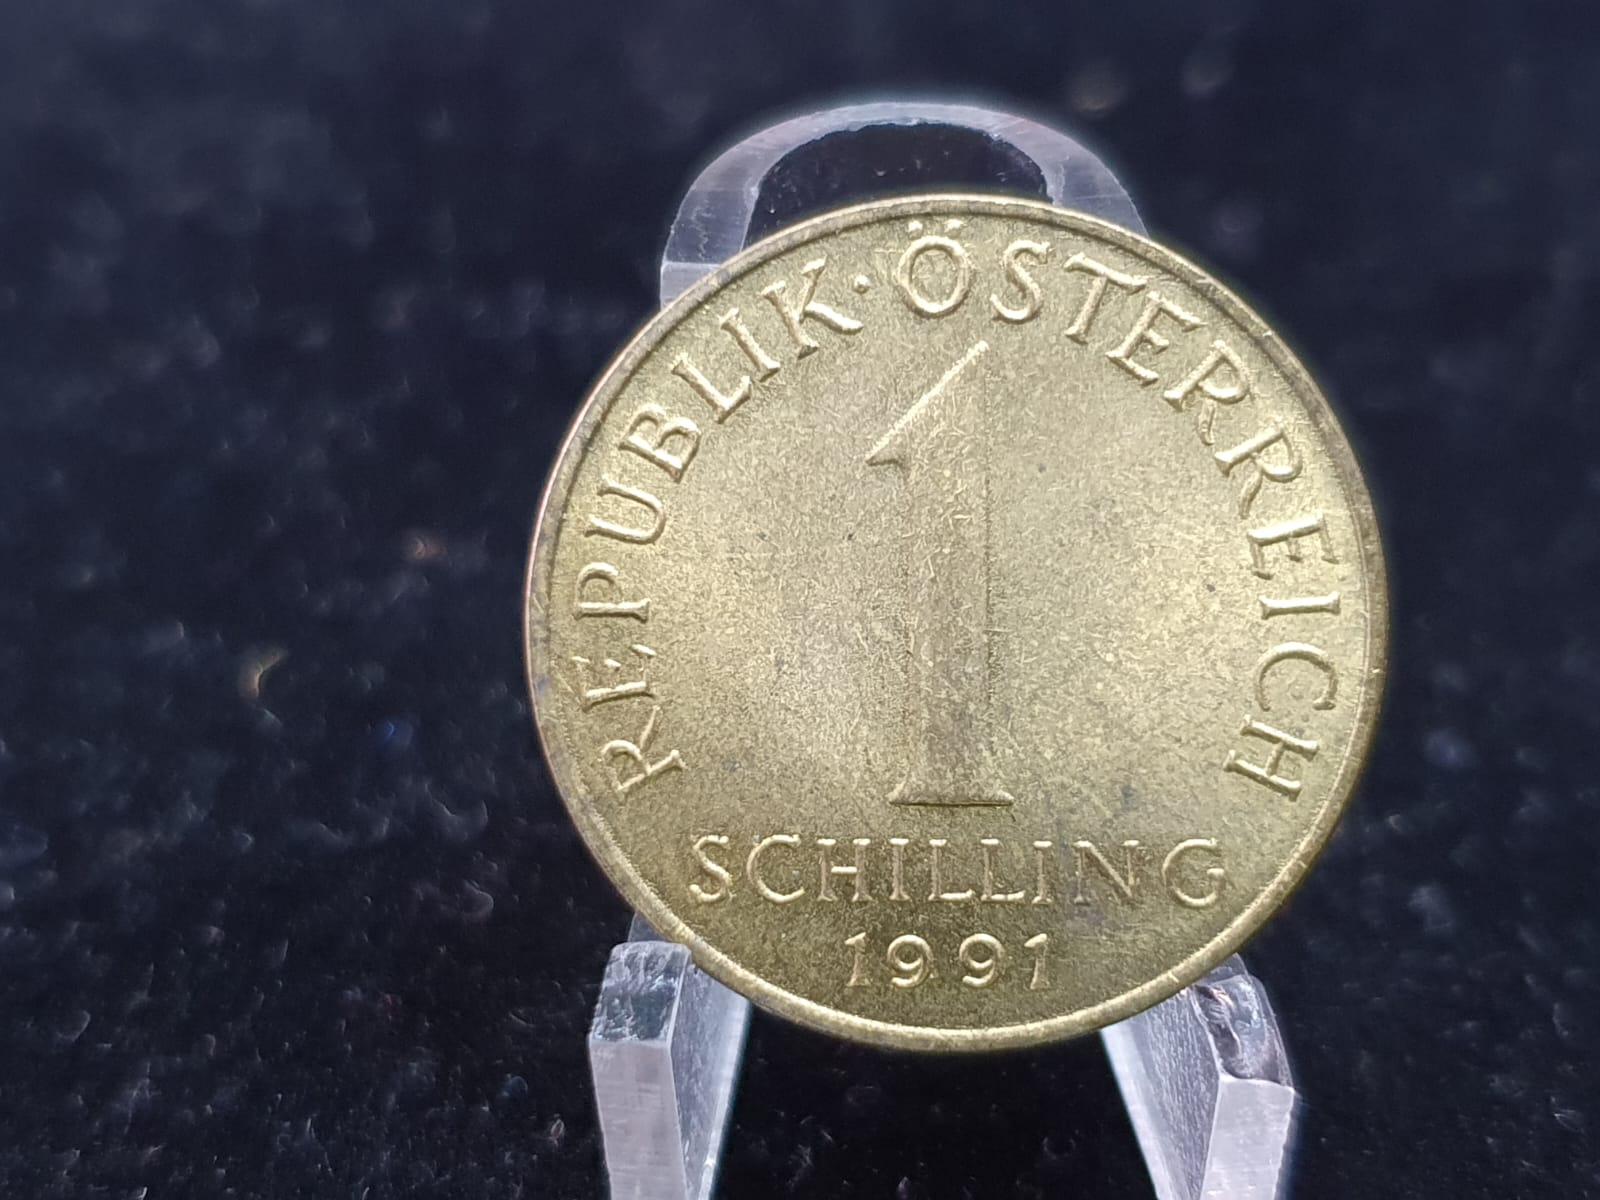 REPUBLIK · ÖSTERREICH
1
SCHILLING
1991